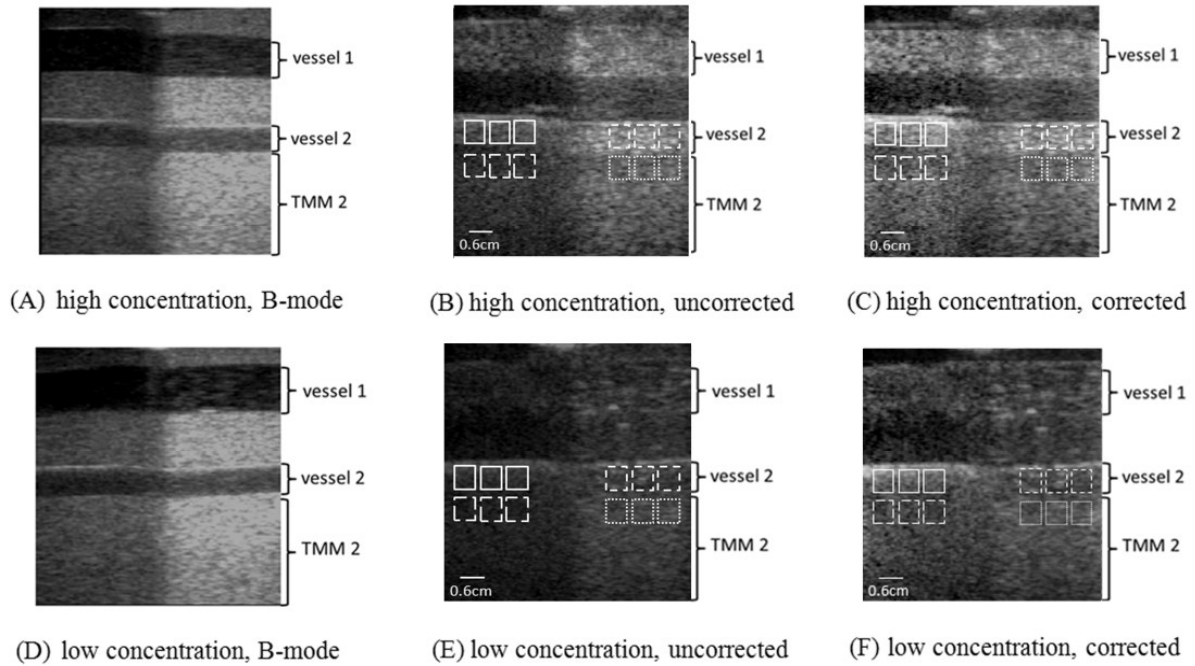 vessel 1
vessel 2
TMM 2
(A) high concentration, B-mode
vessel 1
vessel 2
TMM 2
0.6cm
(B) high concentration, uncorrected
vessel 1
vessel 2
TMM 2
0.6cm
(C) high concentration, corrected
vessel 1
vessel 2
TMM 2
(D) low concentration, B-mode
vessel 1
vessel 2
TMM 2
0.6cm
(E) low concentration, uncorrected
vessel 1
vessel 2
TMM 2
0.6cm
(F) low concentration, corrected